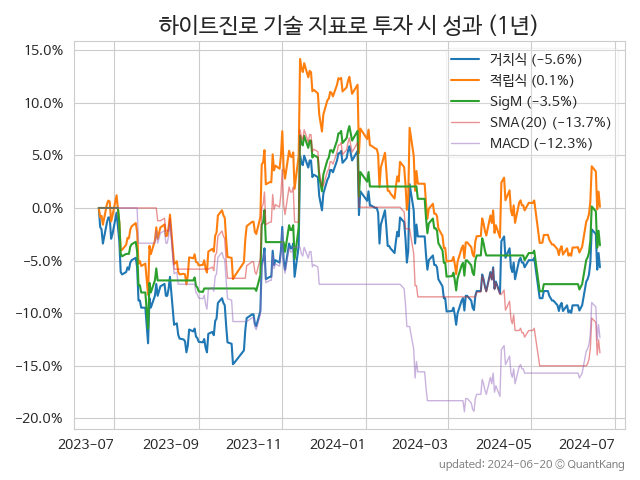 하이트진로 기술 지표로 투자 시 성과 (1년)
15.0%
10.0%
5.0%
0.0%
−5.0%
−10.0%
−15.0%
−20.0%
거치식 (−5.6%)
적립식 (0.1%)
SigM (−3.5%)
SMA(20) (−13.7%)
MACD (−12.3%)
2023-07
2023-09
2023-11
2024-01
2024-03
2024-05
2024-07
updated: 2024-06-20 ⓒ QuantKang